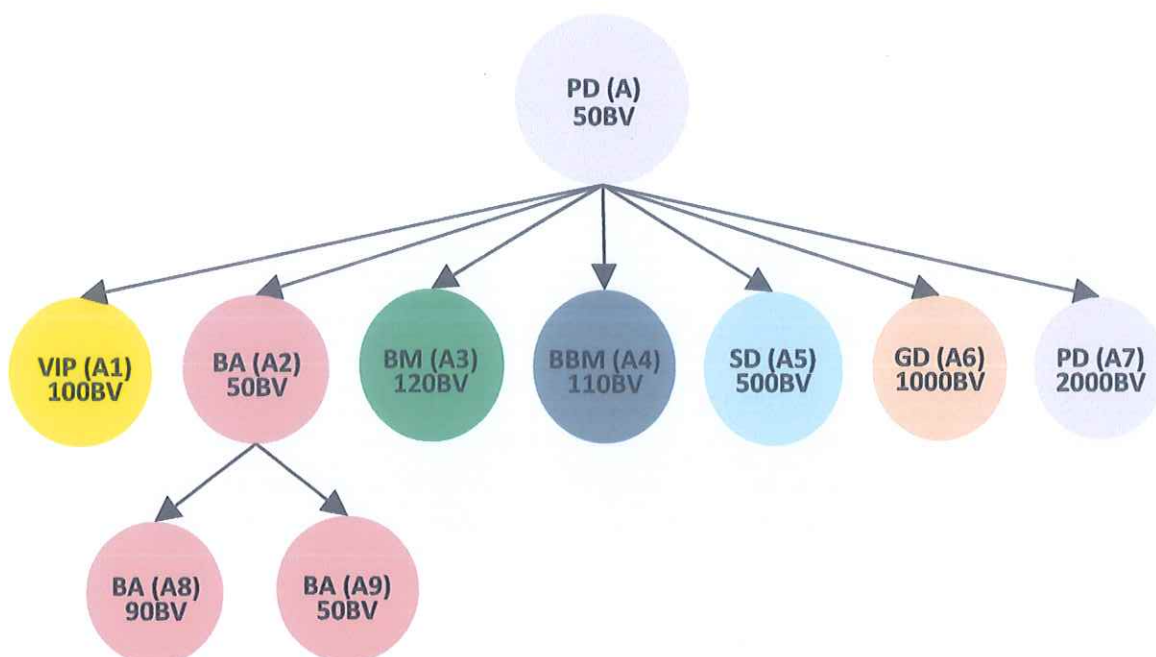 PD (A)
50BV
VIP (A1)
100BV
BA (A2)
50BV
BM (A3)
120BV
BBM (A4)
110BV
SD (A5)
500BV
GD (A6)
1000BV
PD (A7)
2000BV
BA (A8)
90BV
BA (A9)
50BV